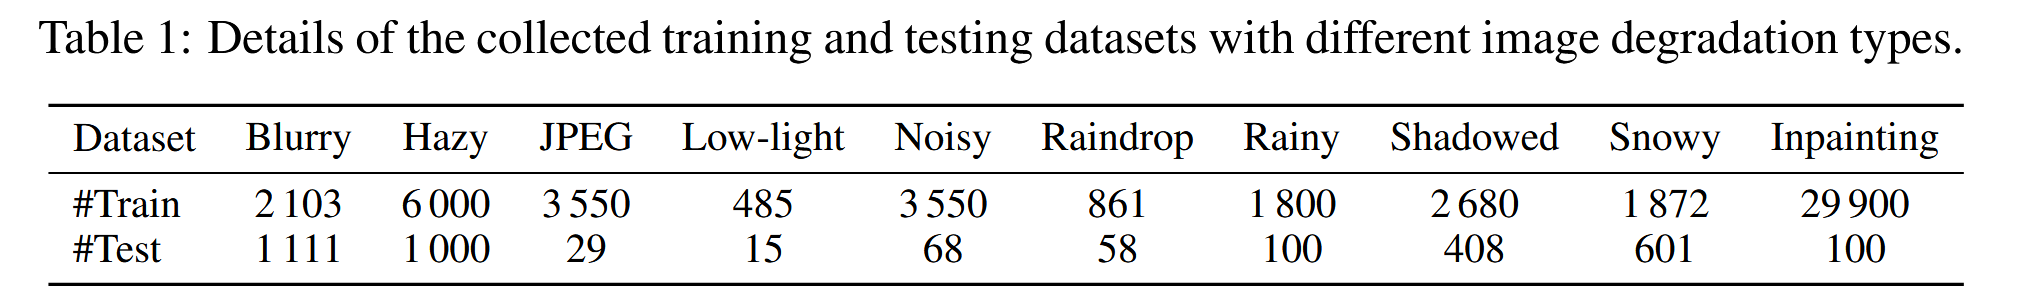 Table 1: Details of the collected training and testing datasets with different image degradation types.
Dataset Blurry Hazy JPEG Low-light Noisy Raindrop Rainy Shadowed Snowy Inpainting
#Train 2 103 6 000 3 550 485 3 550 861 1 800 2 680 1 872 29 900
#Test 1 111 1 000 29 15 68 58 100 408 601 100